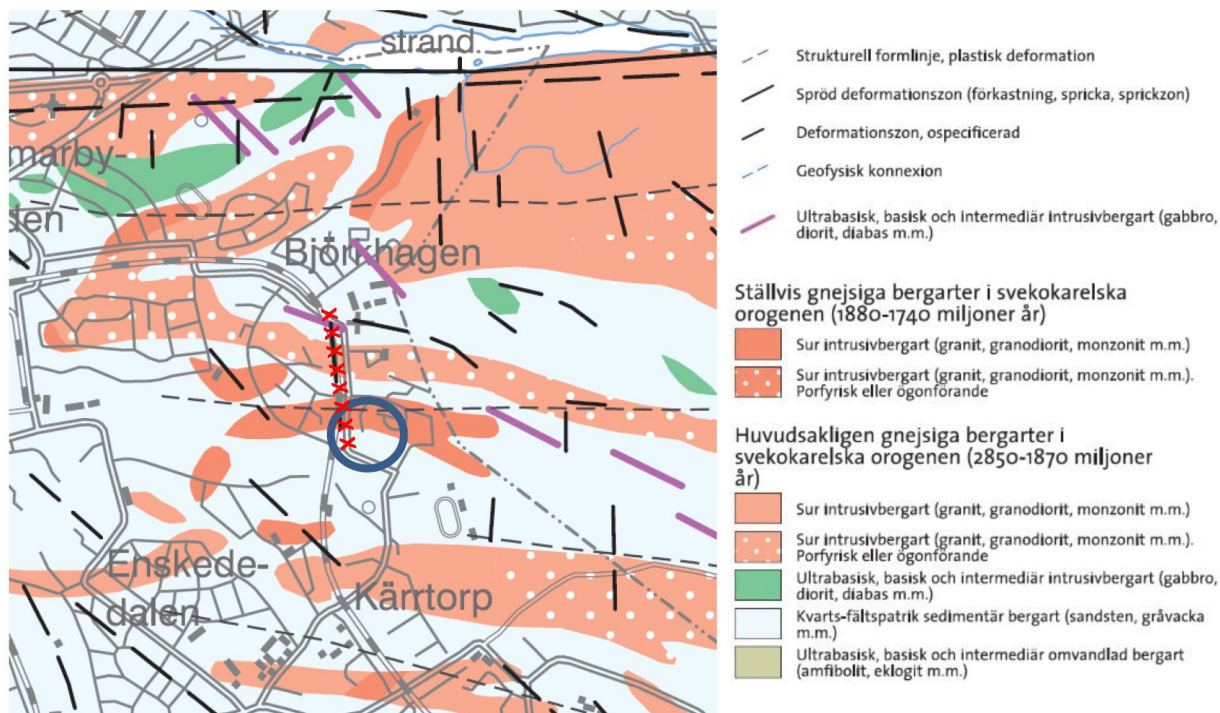 strand
marby-
den
Björkhagen
Enskede-
dalen
Kärrtorp
Strukturell formlinje, plastisk deformation
Spröd deformationszon (förkastning, spricka, sprickzon)
Deformationszon, ospecificerad
Geofysisk konnexion
Ultrabasisk, basisk och intermediär intrusivbergart (gabbro,
diorit, diabas m.m.)
Ställvis gnejsiga bergarter i svekokarelska
orogenen (1880-1740 miljoner år)
Sur intrusivbergart (granit, granodiorit, monzonit m.m.)
Sur intrusivbergart (granit, granodiorit, monzonit m.m.).
Porfyrisk eller ögonförande
Huvudsakligen gnejsiga bergarter i
svekokarelska orogenen (2850-1870 miljoner
år)
Sur intrusivbergart (granit, granodiorit, monzonit m.m.)
Sur intrusivbergart (granit, granodiorit, monzonit m.m.).
Porfyrisk eller ögonförande
Ultrabasisk, basisk och intermediär intrusivbergart (gabbro,
diorit, diabas m.m.)
Kvarts-fältspatrik sedimentär bergart (sandsten, gråvacka
m.m.)
Ultrabasisk, basisk och intermediär omvandlad bergart
(amfibolit, eklogit m.m.)